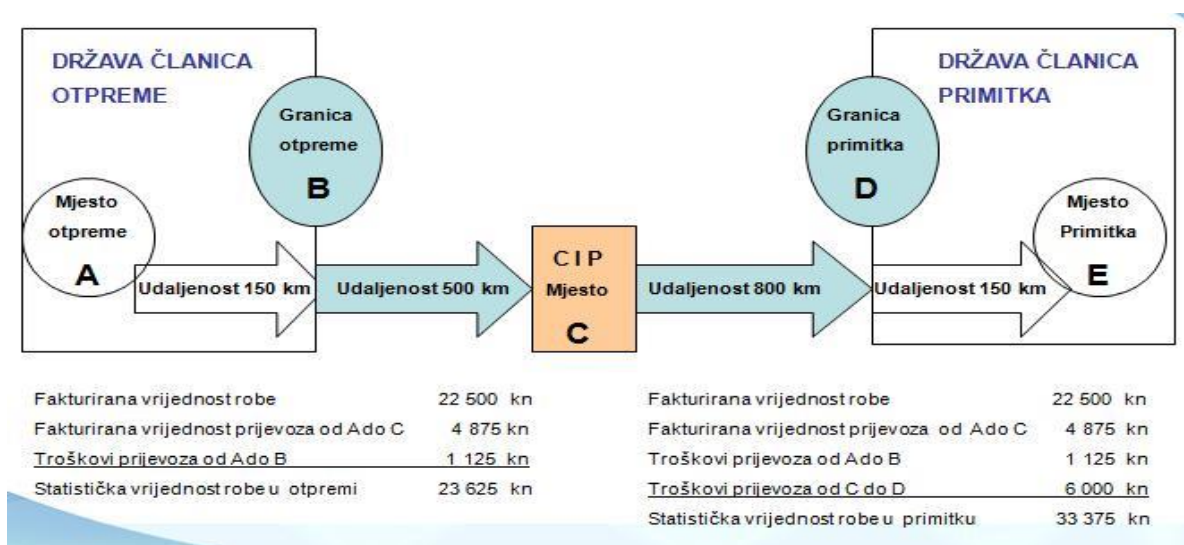 DRŽAVA ČLANICA
OTPREME
Granica
otpreme
B
Mjesto
otpreme
A
Udaljenost 150 km
Udaljenost 500 km
CIP
Mjesto
C
Udaljenost 800 km
DRŽAVA ČLANICA
PRIMITKA
Granica
primitka
D
Mjesto
Primitka
E
Udaljenost 150 km
Fakturirana vrijednost robe 22 500 kn
Fakturirana vrijednost prijevoza od A do C 4 875 kn
Troškovi prijevoza od A do B 1 125 kn
Statistička vrijednost robe u otpremi 23 625 kn
Fakturirana vrijednost robe 22 500 kn
Fakturirana vrijednost prijevoza od A do C 4 875 kn
Troškovi prijevoza od A do B 1 125 kn
Troškovi prijevoza od C do D 6 000 kn
Statistička vrijednost robe u primitku 33 375 kn